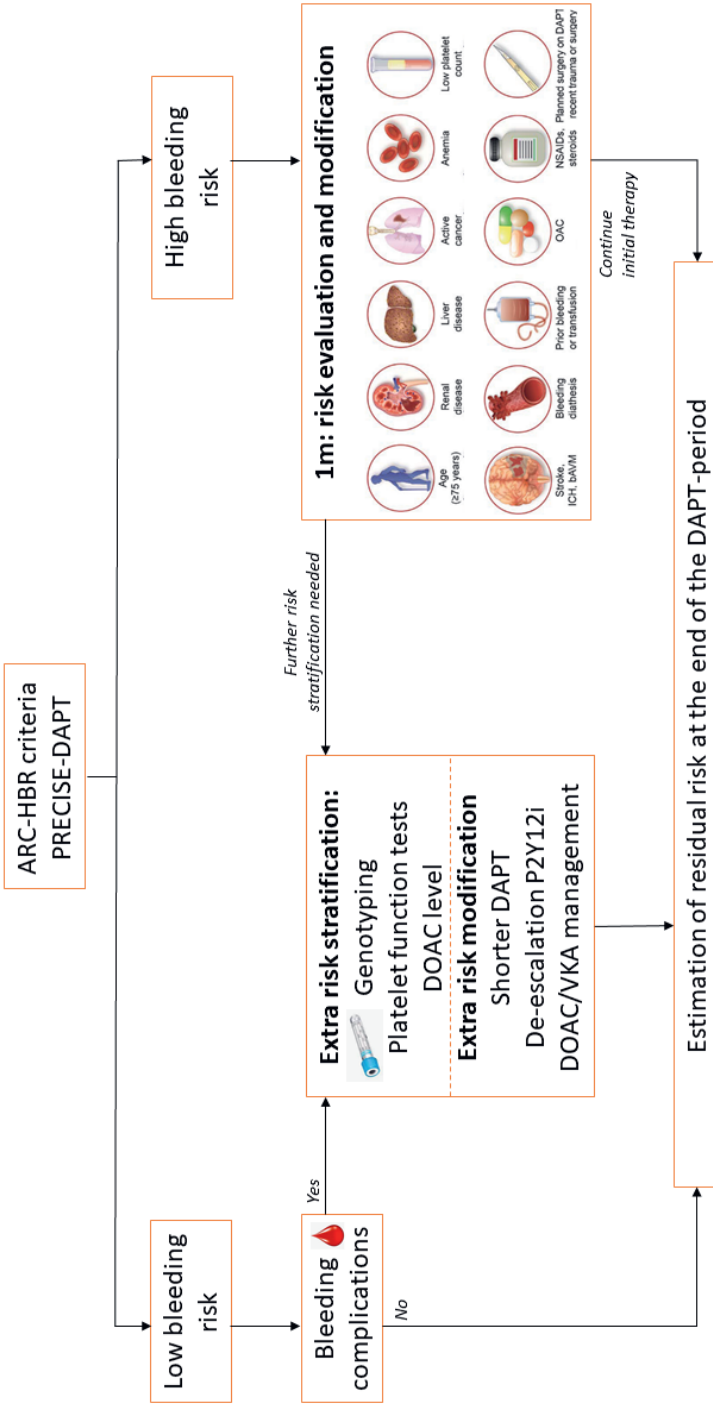 ARC-HBR criteria
PRECISE-DAPT
Low bleeding
risk
High bleeding
risk
Bleeding
complications
Yes
No
Extra risk stratification:
Genotyping
Platelet function tests
DOAC level
Extra risk modification
Shorter DAPT
De-escalation P2Y12i
DOAC/VKA management
Further risk
stratification needed
1m: risk evaluation and modification
Age
(≥75 years)
Renal
disease
Liver
disease
Active
cancer
Anemia
Low platelet
count
Stroke,
ICH, bAVM
Bleeding
diathesis
Prior bleeding
or transfusion
OAC
NSAIDs,
steroids
Planned surgery on DAPT
recent trauma or surgery
Continue
initial therapy
Estimation of residual risk at the end of the DAPT-period